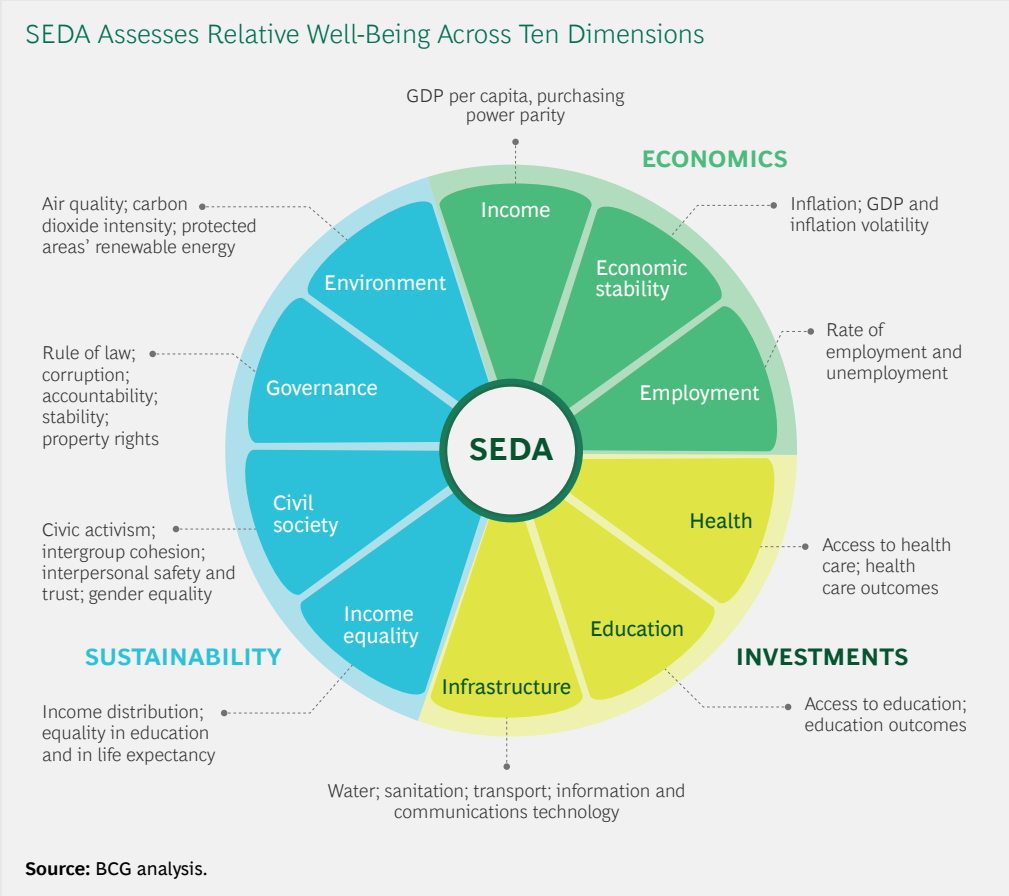 SEDA Assesses Relative Well-Being Across Ten Dimensions
GDP per capita, purchasing
power parity
ECONOMICS
Income
Inflation; GDP and
inflation volatility
Economic
stability
Rate of
employment and
unemployment
Employment
Health
Access to health
care; health
care outcomes
INVESTMENTS
Education
Access to education;
education outcomes
Infrastructure
Water; sanitation; transport; information and
communications technology
SUSTAINABILITY
Income
equality
Income distribution;
equality in education
and in life expectancy
Civil
society
Civic activism;
intergroup cohesion;
interpersonal safety and
trust; gender equality
Governance
Rule of law;
corruption;
accountability;
stability;
property rights
Environment
Air quality; carbon
dioxide intensity; protected
areas’ renewable energy
SEDA
Source: BCG analysis.